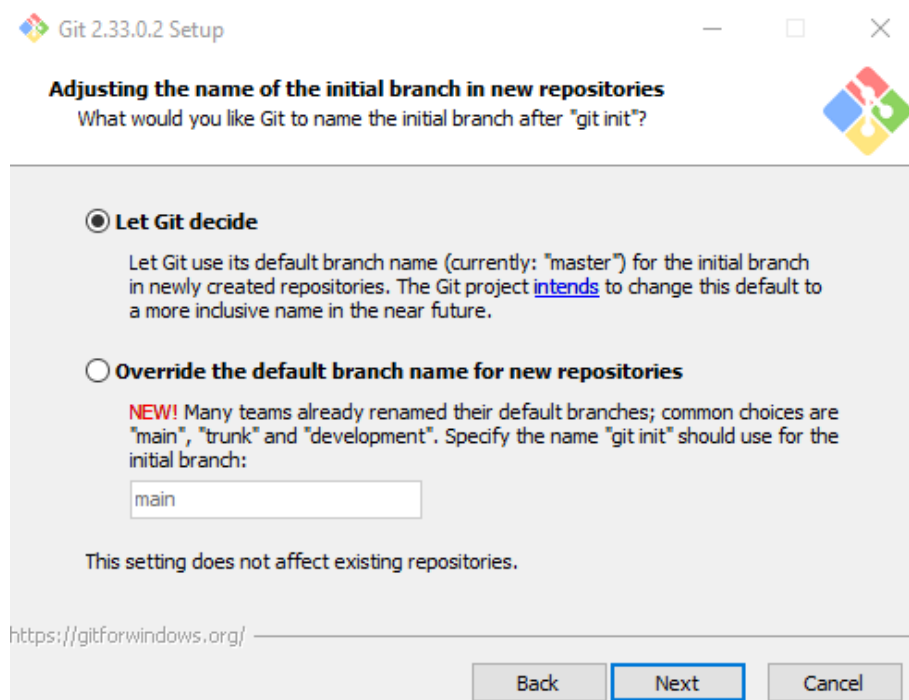 Git 2.33.0.2 Setup
Adjusting the name of the initial branch in new repositories
What would you like Git to name the initial branch after "git init"?
Let Git decide
Let Git use its default branch name (currently: "master") for the initial branch
in newly created repositories. The Git project intends to change this default to
a more inclusive name in the near future.
Override the default branch name for new repositories
NEW! Many teams already renamed their default branches; common choices are
"main", "trunk" and "development". Specify the name "git init" should use for the
initial branch:
main
This setting does not affect existing repositories.
https://gitforwindows.org/
Back Next Cancel